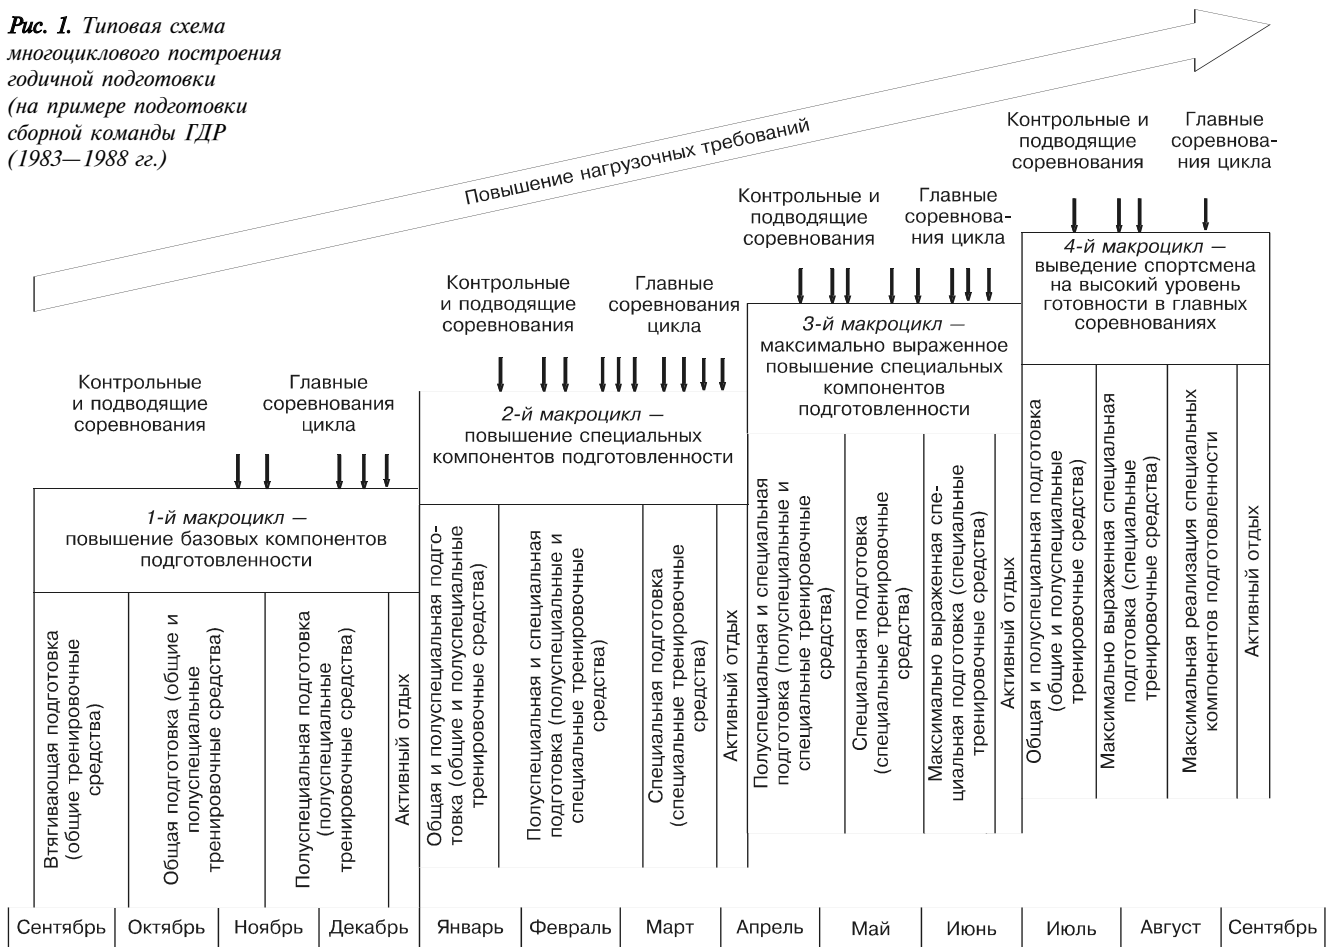 Рис. 1. Типовая схема
многоциклового построения
годичной подготовки
(на примере подготовки
сборной команды ГДР
(1983—1988 гг.)
Повышение нагрузочных требований
Контрольные
и подводящие
соревнования
Главные
соревнования
цикла
1-й макроцикл —
повышение базовых компонентов
подготовленности
Втягивающая подготовка
(общие тренировочные
средства)
Общая подготовка (общие и
полуспециальные
тренировочные средства)
Полуспециальная подготовка
(полуспециальные
тренировочные средства)
Активный отдых
Контрольные
и подводящие
соревнования
Главные
соревнования
цикла
2-й макроцикл —
повышение специальных
компонентов подготовленности
Общая и полуспециальная подго-
товка (общие и полуспециальные
тренировочные средства)
Полуспециальная и специальная
подготовка (полуспециальные и
специальные тренировочные
средства)
Специальная подготовка
(специальные тренировочные
средства)
Активный отдых
Контрольные и
подводящие
соревнования
Главные
соревнова-
ния цикла
3-й макроцикл —
максимально выраженное
повышение специальных
компонентов
подготовленности
Полуспециальная и специальная
подготовка (полуспециальные и
специальные тренировочные
средства)
Специальная подготовка
(специальные тренировочные
средства)
Максимально выраженная спе-
циальная подготовка (специальные
тренировочные средства)
Активный отдых
Контрольные и
подводящие
соревнования
Главные
соревнова-
ния цикла
4-й макроцикл —
выведение спортсмена
на высокий уровень
готовности в главных
соревнованиях
Общая и полуспециальная подготовка
(общие и полуспециальные
тренировочные средства)
Максимально выраженная специальная
подготовка (специальные
тренировочные средства)
Максимальная реализация специальных
компонентов подготовленности
Активный отдых
Сентябрь
Октябрь
Ноябрь
Декабрь
Январь
Февраль
Март
Апрель
Май
Июнь
Июль
Август
Сентябрь